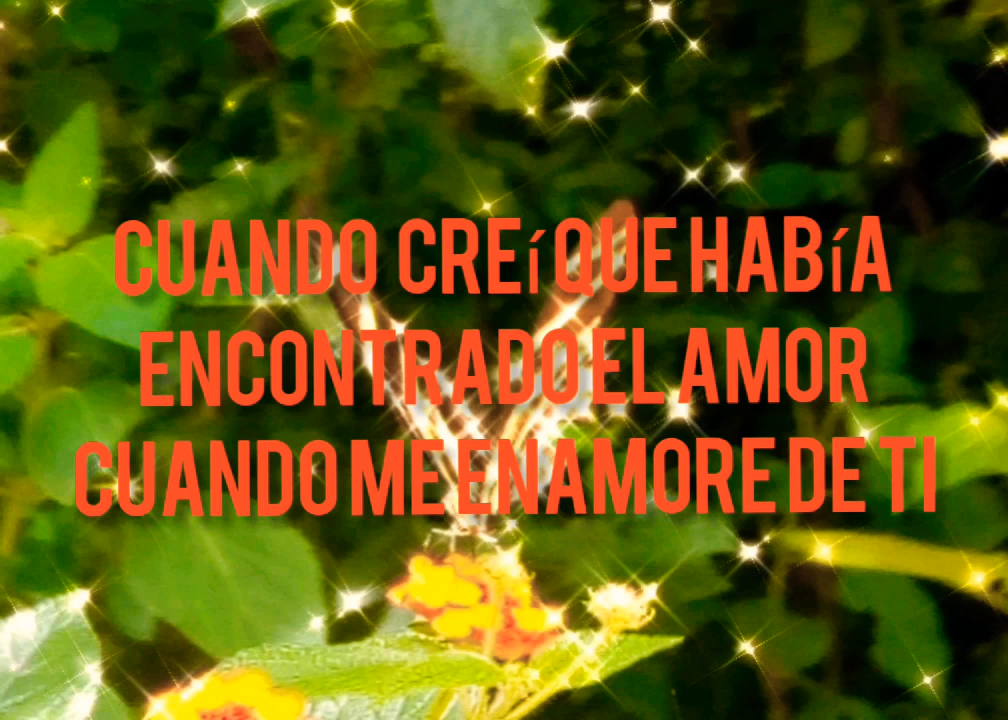 CUANDO CREí QUE HABíA
ENCONTRADO EL AMOR
CUANDO ME ENAMORE DE TI